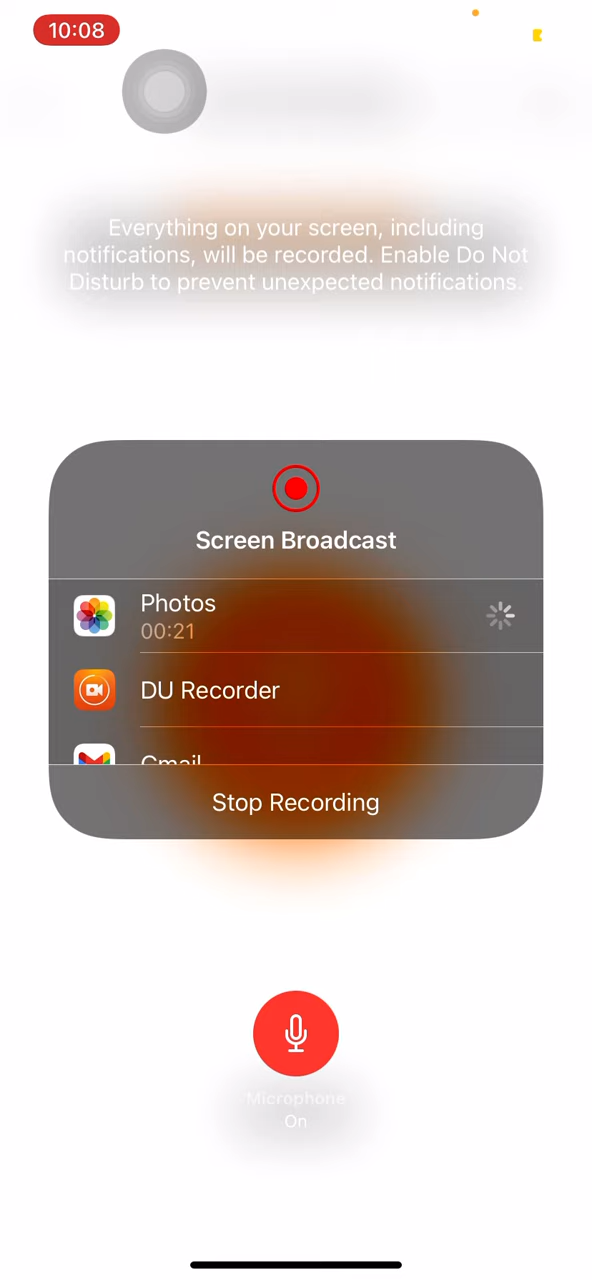 10:08
Everything on your screen, including
notifications, will be recorded. Enable Do Not
Disturb to prevent unexpected notifications.
Screen Broadcast
Photos
00:21
DU Recorder
Gmail
Stop Recording
Microphone
On